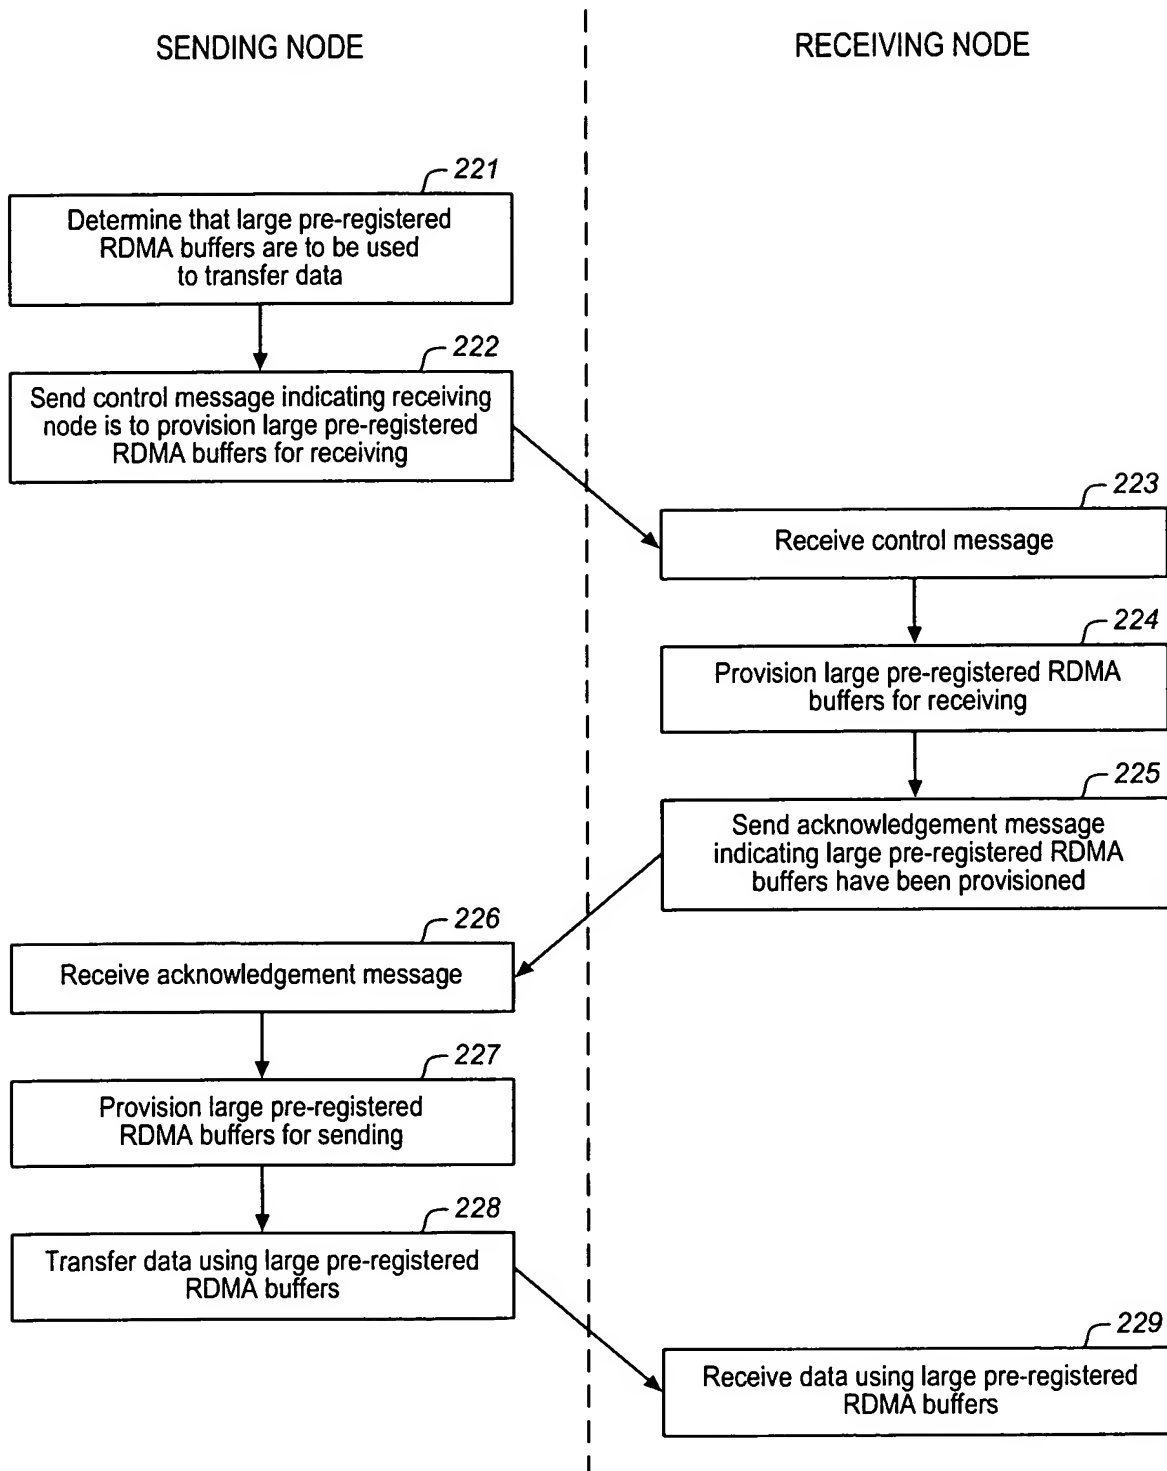 SENDING NODE
RECEIVING NODE
221
Determine that large pre-registered
RDMA buffers are to be used
to transfer data
222
Send control message indicating receiving
node is to provision large pre-registered
RDMA buffers for receiving
223
Receive control message
224
Provision large pre-registered RDMA
buffers for receiving
225
Send acknowledgement message
indicating large pre-registered RDMA
buffers have been provisioned
226
Receive acknowledgement message
227
Provision large pre-registered
RDMA buffers for sending
228
Transfer data using large pre-registered
RDMA buffers
229
Receive data using large pre-registered
RDMA buffers